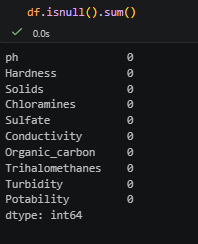 df.isnull().sum()
0.0s
ph 0
Hardness 0
Solids 0
Chloramines 0
Sulfate 0
Conductivity 0
Organic_carbon 0
Trihalomethanes 0
Turbidity 0
Potability 0
dtype: int64